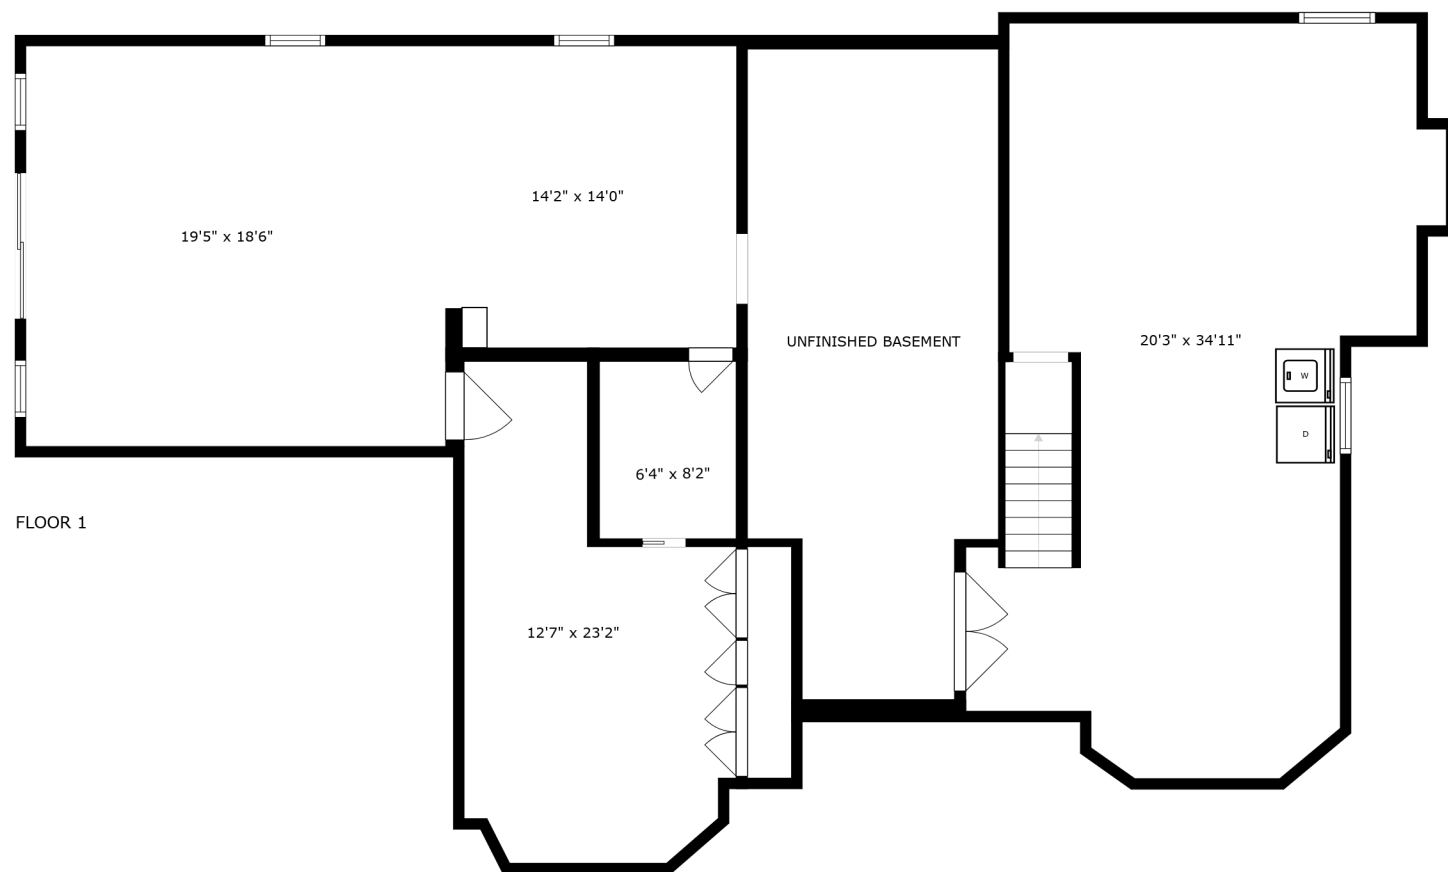 14'2" x 14'0"
19'5" x 18'6"
UNFINISHED BASEMENT
20'3" x 34'11"
W
D
6'4" x 8'2"
FLOOR 1
12'7" x 23'2"